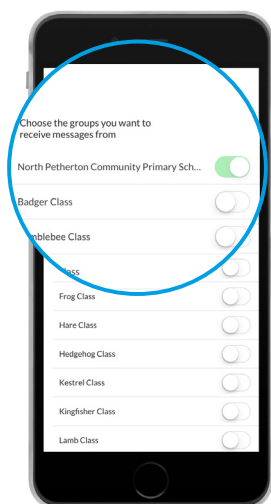 Choose the groups you want to
receive messages from
North Petherton Community Primary Sch...
Badger Class
Class
Frog Class
Hare Class
Hedgehog Class
Kestrel Class
Kingfisher Class
Lamb Class